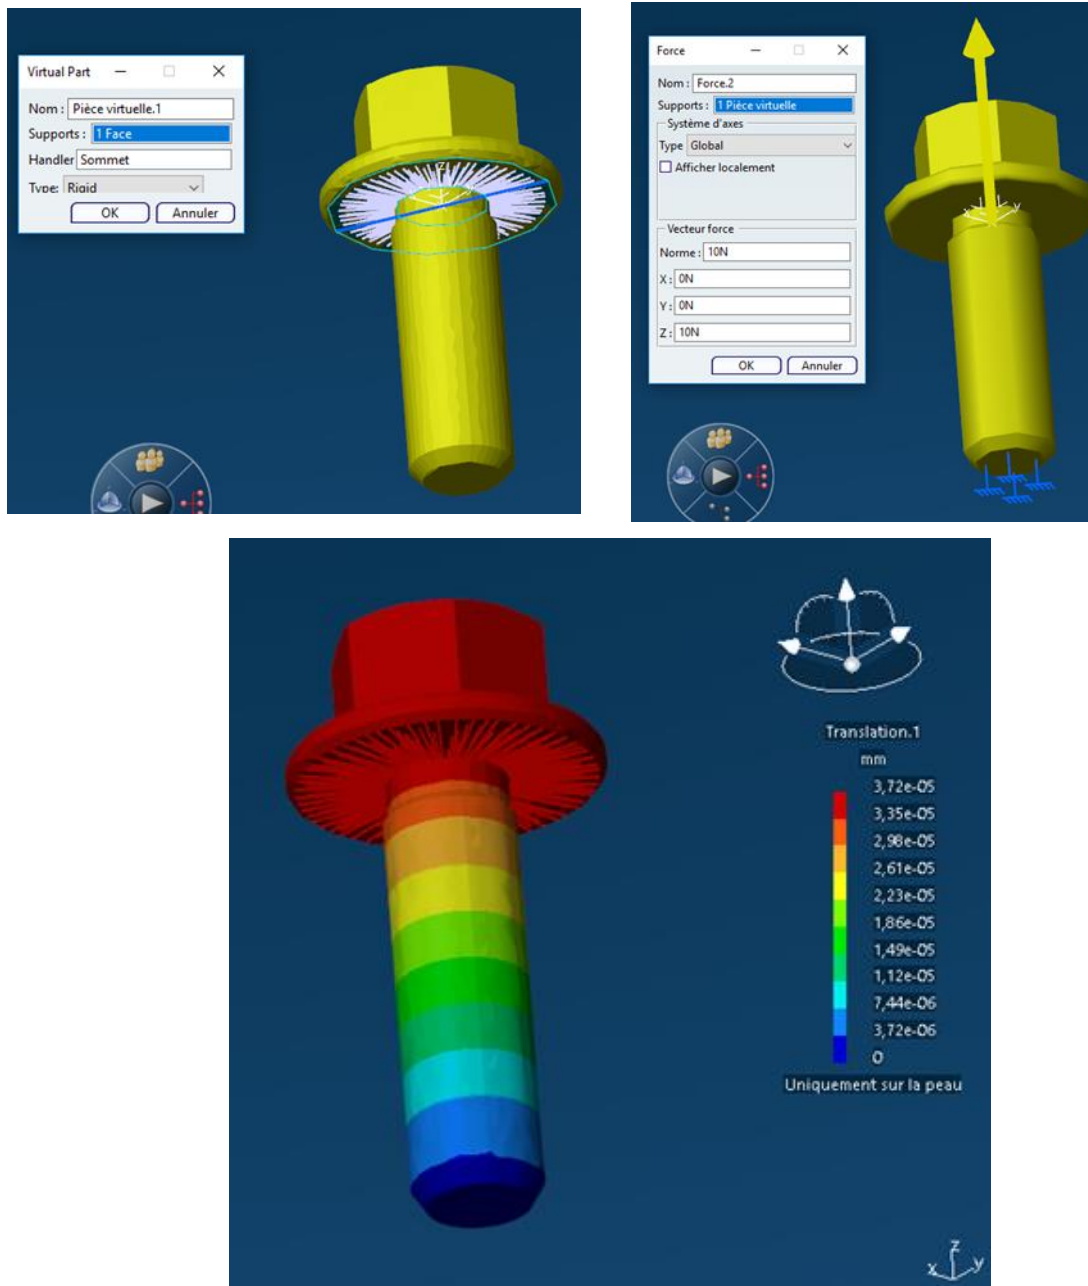 Virtual Part
Nom : Pièce virtuelle.1
Supports : 1 Face
Handler Sommet
Type: Rigid
OK Annuler
Z
Force
Nom : Force.2
Supports : 1 Pièce virtuelle
Système d'axes
Type Global
Afficher localement
Vecteur force
Norme : 10N
X : 0N
Y : 0N
Z : 10N
OK Annuler
x y
Translation.1
mm
3,72e-05
3,35e-05
2,98e-05
2,61e-05
2,23e-05
1,86e-05
1,49e-05
1,12e-05
7,44e-06
3,72e-06
0
Uniquement sur la peau
z
x y